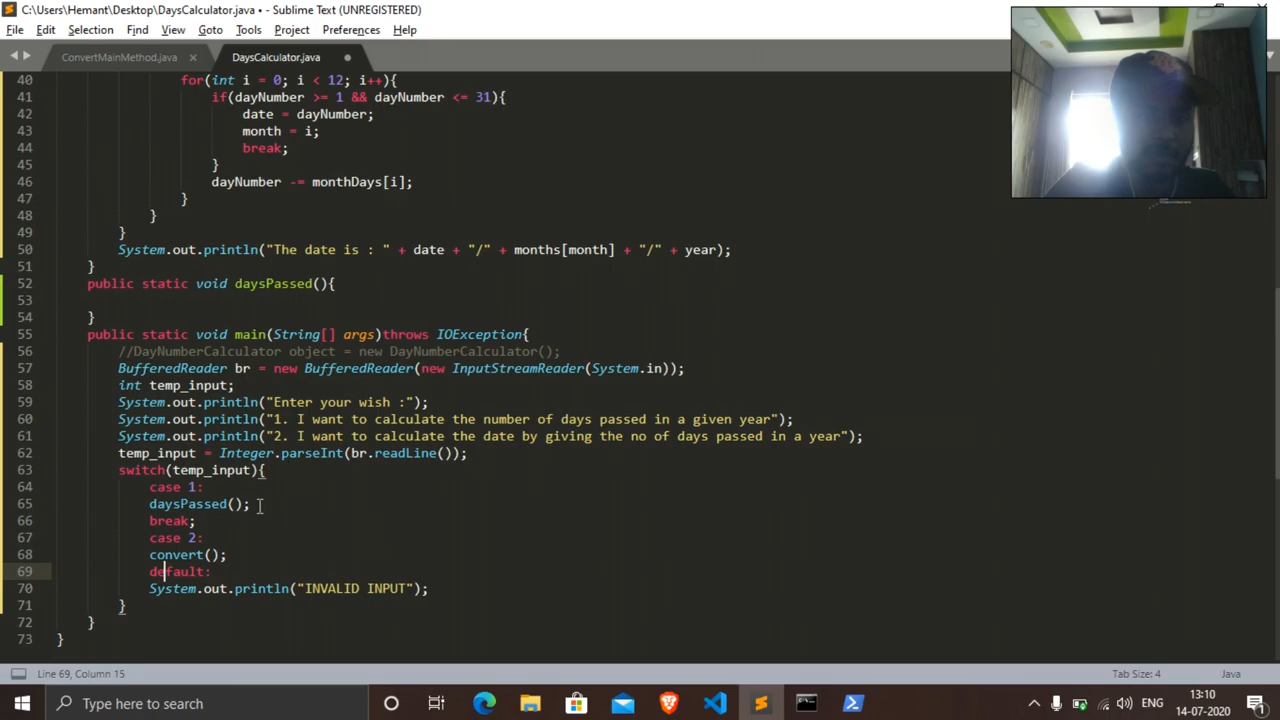 C:\Users\Hemant\Desktop\DaysCalculator.java • - Sublime Text (UNREGISTERED)
File Edit Selection Find View Goto Tools Project Preferences Help
ConvertMainMethod.java DaysCalculator.java
40 for(int i = 0; i < 12; i++){
41 if(dayNumber >= 1 && dayNumber <= 31){
42 date = dayNumber;
43 month = i;
44 break;
45 }
46 dayNumber -= monthDays[i];
47 }
48 }
49 }
50 System.out.println("The date is : " + date + "/" + months[month] + "/" + year);
51 }
52 public static void daysPassed(){
53
54 }
55 public static void main(String[] args)throws IOException{
56 //DayNumberCalculator object = new DayNumberCalculator();
57 BufferedReader br = new BufferedReader(new InputStreamReader(System.in));
58 int temp_input;
59 System.out.println("Enter your wish :");
60 System.out.println("1. I want to calculate the number of days passed in a given year");
61 System.out.println("2. I want to calculate the date by giving the no of days passed in a year");
62 temp_input = Integer.parseInt(br.readLine());
63 switch(temp_input){
64 case 1:
65 daysPassed();
66 break;
67 case 2:
68 convert();
69 default:
70 System.out.println("INVALID INPUT");
71 }
72 }
73 }
Line 69, Column 15 Tab Size: 4 Java
Type here to search ENG 13:10
14-07-2020 1